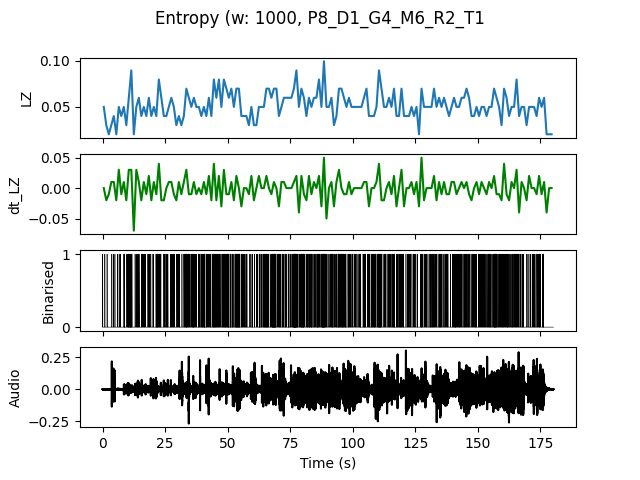 Entropy (w: 1000, P8_D1_G4_M6_R2_T1
0.10
0.05
LZ
0.05
0.00
−0.05
dt_LZ
1
0
Binarised
0.25
0.00
−0.25
Audio
0 25 50 75 100 125 150 175
Time (s)